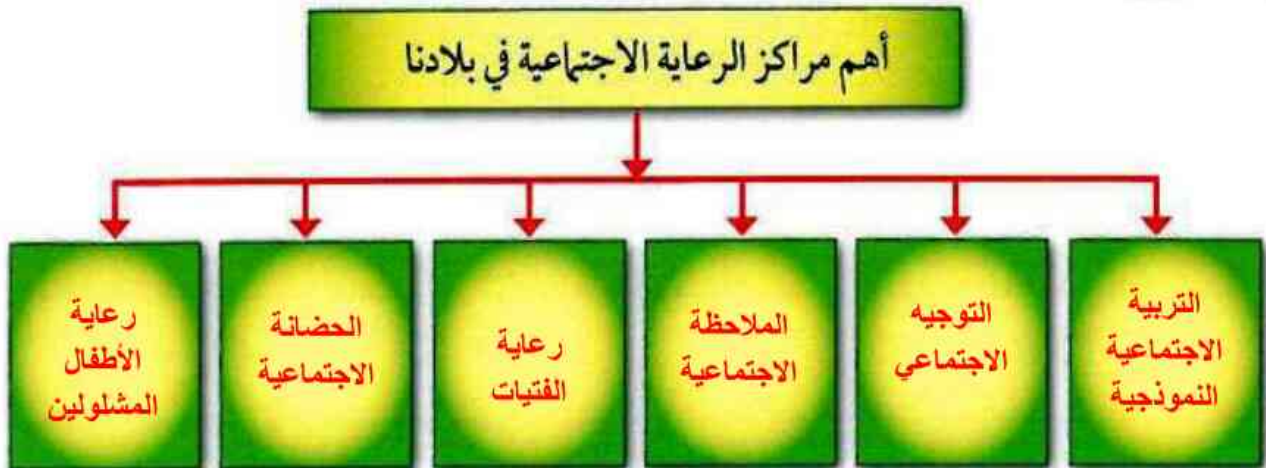 أهم مراكز الرعاية الاجتماعية في بلادنا
التربية
الاجتماعية
النموذجية
التوجيه
الاجتماعي
الملاحظة
الاجتماعية
رعاية
الفتيات
الحضانة
الاجتماعية
رعاية
الأطفال
المشلولين